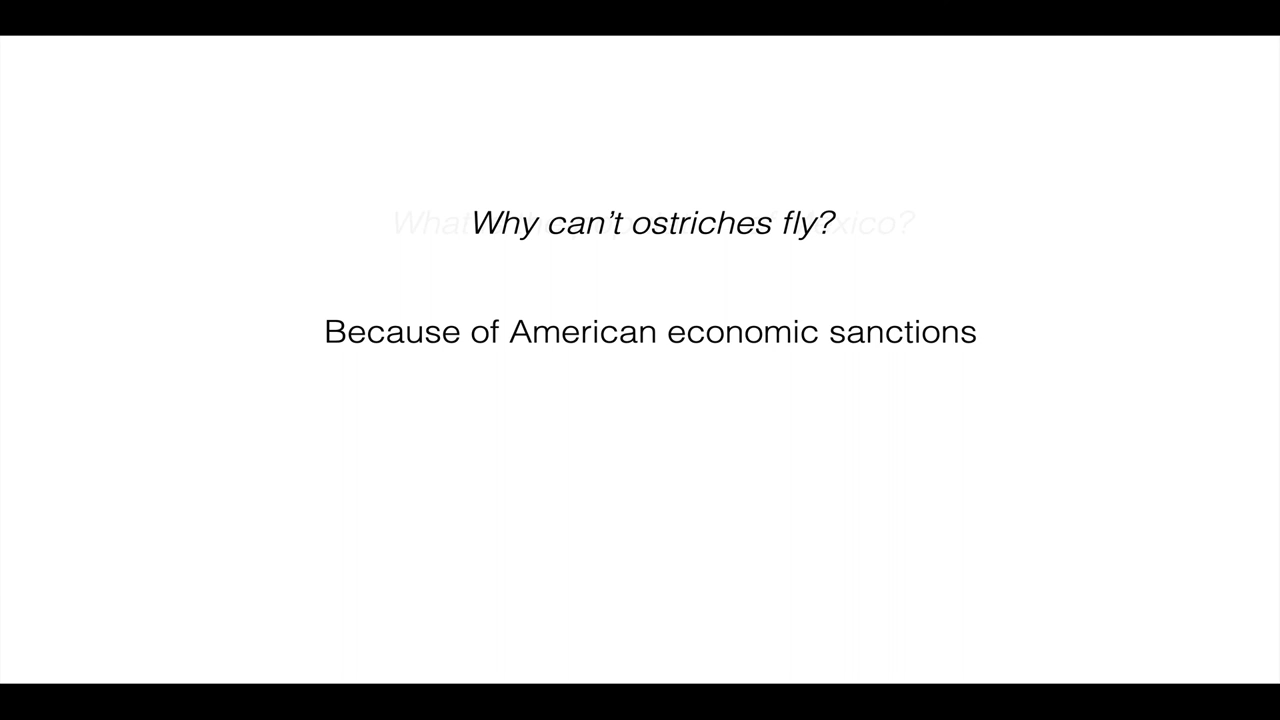 Why can't ostriches fly?
Because of American economic sanctions